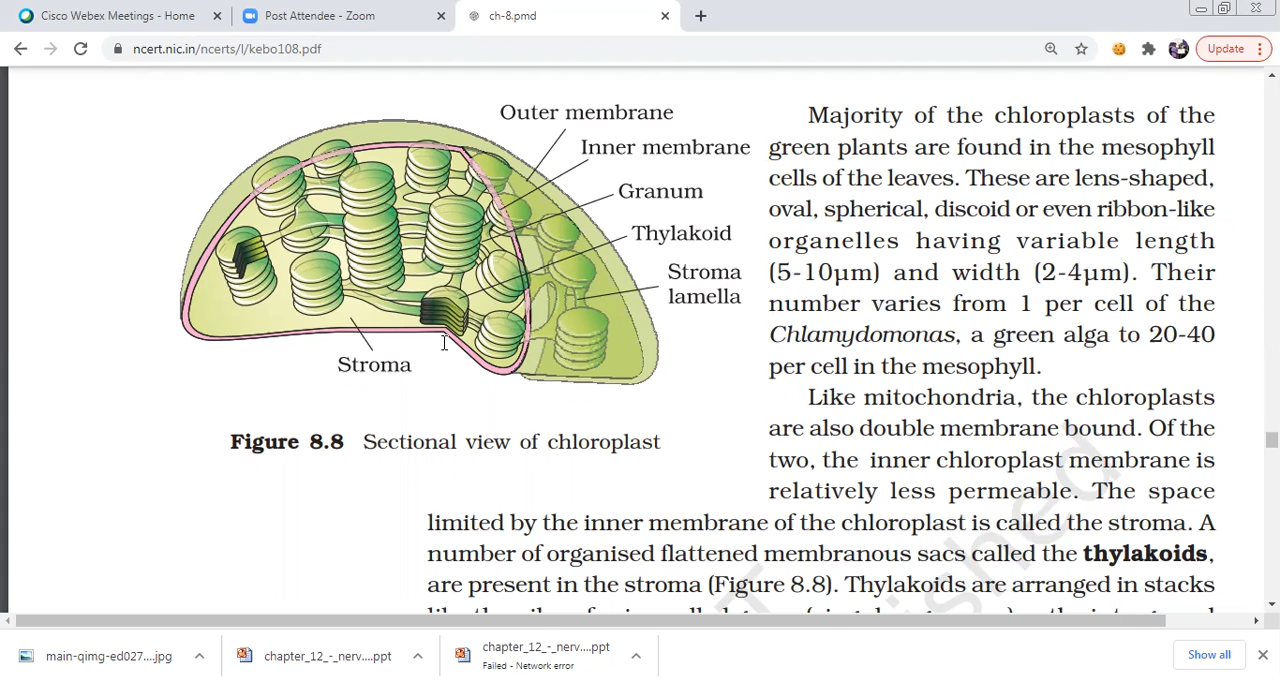 Cisco Webex Meetings - Home
Post Attendee - Zoom
ch-8.pmd
ncert.nic.in/ncerts/l/kebo108.pdf
Update
Outer membrane
Inner membrane
Granum
Thylakoid
Stroma
lamella
Stroma
Figure 8.8 Sectional view of chloroplast
Majority of the chloroplasts of the
green plants are found in the mesophyll
cells of the leaves. These are lens-shaped,
oval, spherical, discoid or even ribbon-like
organelles having variable length
(5-10µm) and width (2-4µm). Their
number varies from 1 per cell of the
Chlamydomonas, a green alga to 20-40
per cell in the mesophyll.
Like mitochondria, the chloroplasts
are also double membrane bound. Of the
two, the inner chloroplast membrane is
relatively less permeable. The space
limited by the inner membrane of the chloroplast is called the stroma. A
number of organised flattened membranous sacs called the thylakoids,
are present in the stroma (Figure 8.8). Thylakoids are arranged in stacks
main-qimg-ed027....jpg
chapter_12_-_nerv....ppt
chapter_12_-_nerv....ppt
Failed - Network error
Show all